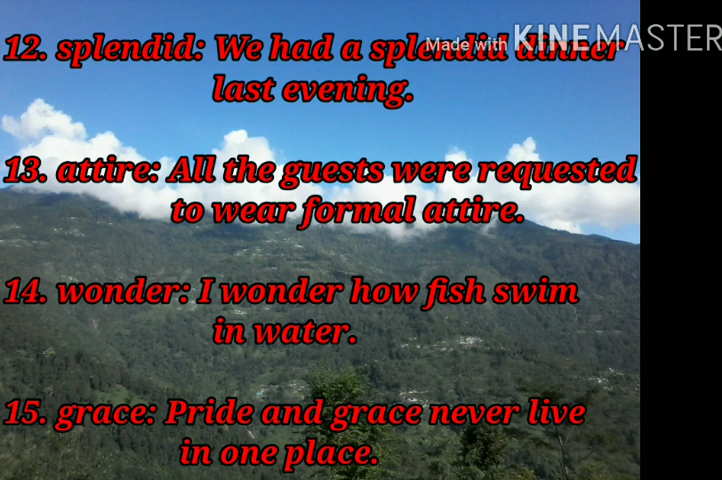 Made with KINEMASTER
12. splendid: We had a splendid dinner
last evening.
13. attire: All the guests were requested
to wear formal attire.
14. wonder: I wonder how fish swim
in water.
15. grace: Pride and grace never live
in one place.